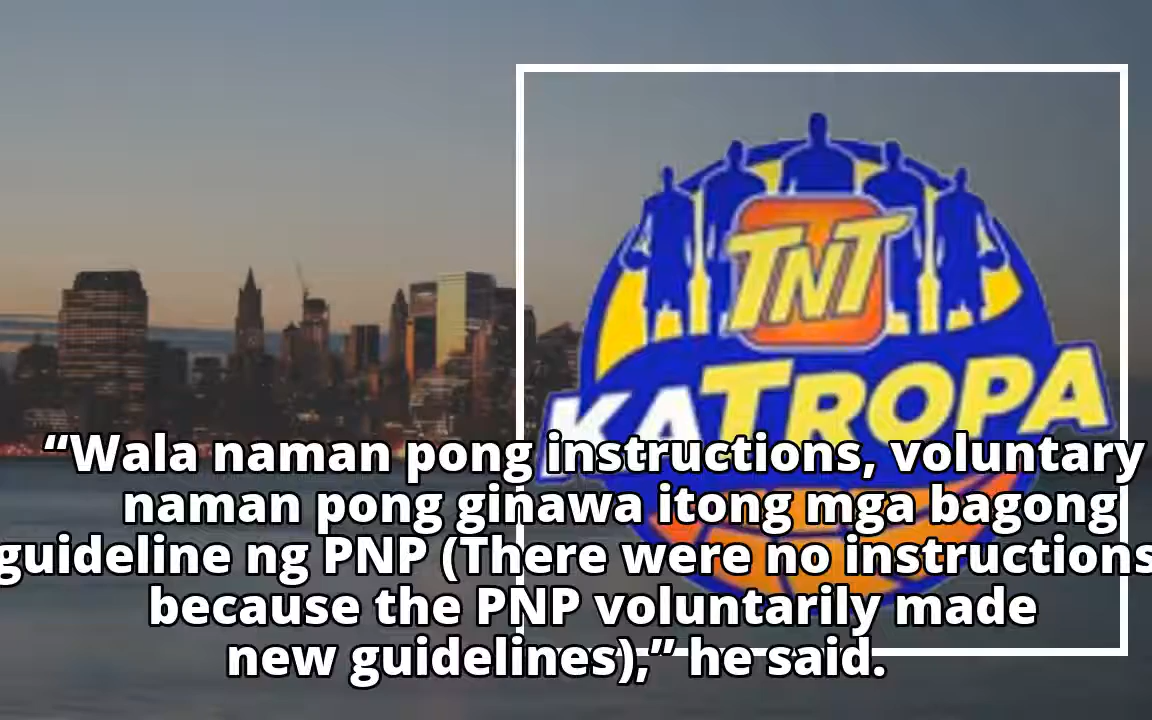 TNT
KATROPA
“Wala naman pong instructions, voluntary
naman pong ginawa itong mga bagong
guideline ng PNP (There were no instructions
because the PNP voluntarily made
new guidelines),” he said.